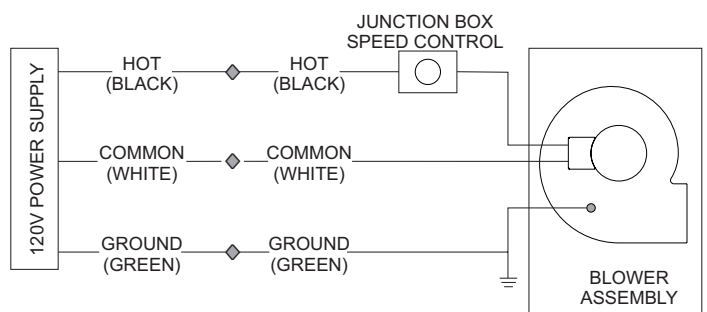 JUNCTION BOX
SPEED CONTROL
120V POWER SUPPLY
HOT
(BLACK)
HOT
(BLACK)
COMMON
(WHITE)
COMMON
(WHITE)
GROUND
(GREEN)
GROUND
(GREEN)
BLOWER
ASSEMBLY